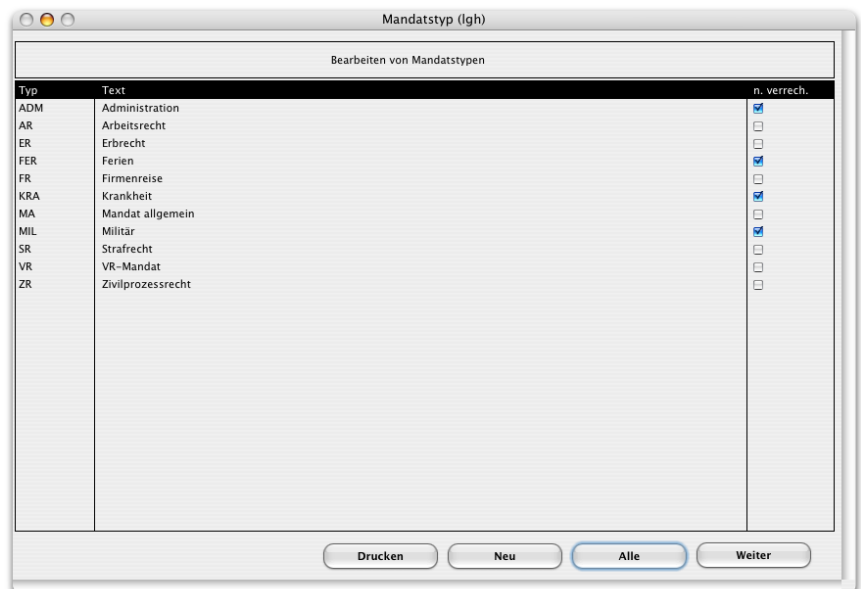 Mandatstyp (lgh)
Bearbeiten von Mandatstypen
Typ Text n. verrech.
ADM Administration
AR Arbeitsrecht
ER Erbrecht
FER Ferien
FR Firmenreise
KRA Krankheit
MA Mandat allgemein
MIL Militär
SR Strafrecht
VR VR-Mandat
ZR Zivilprozessrecht
Drucken Neu Alle Weiter